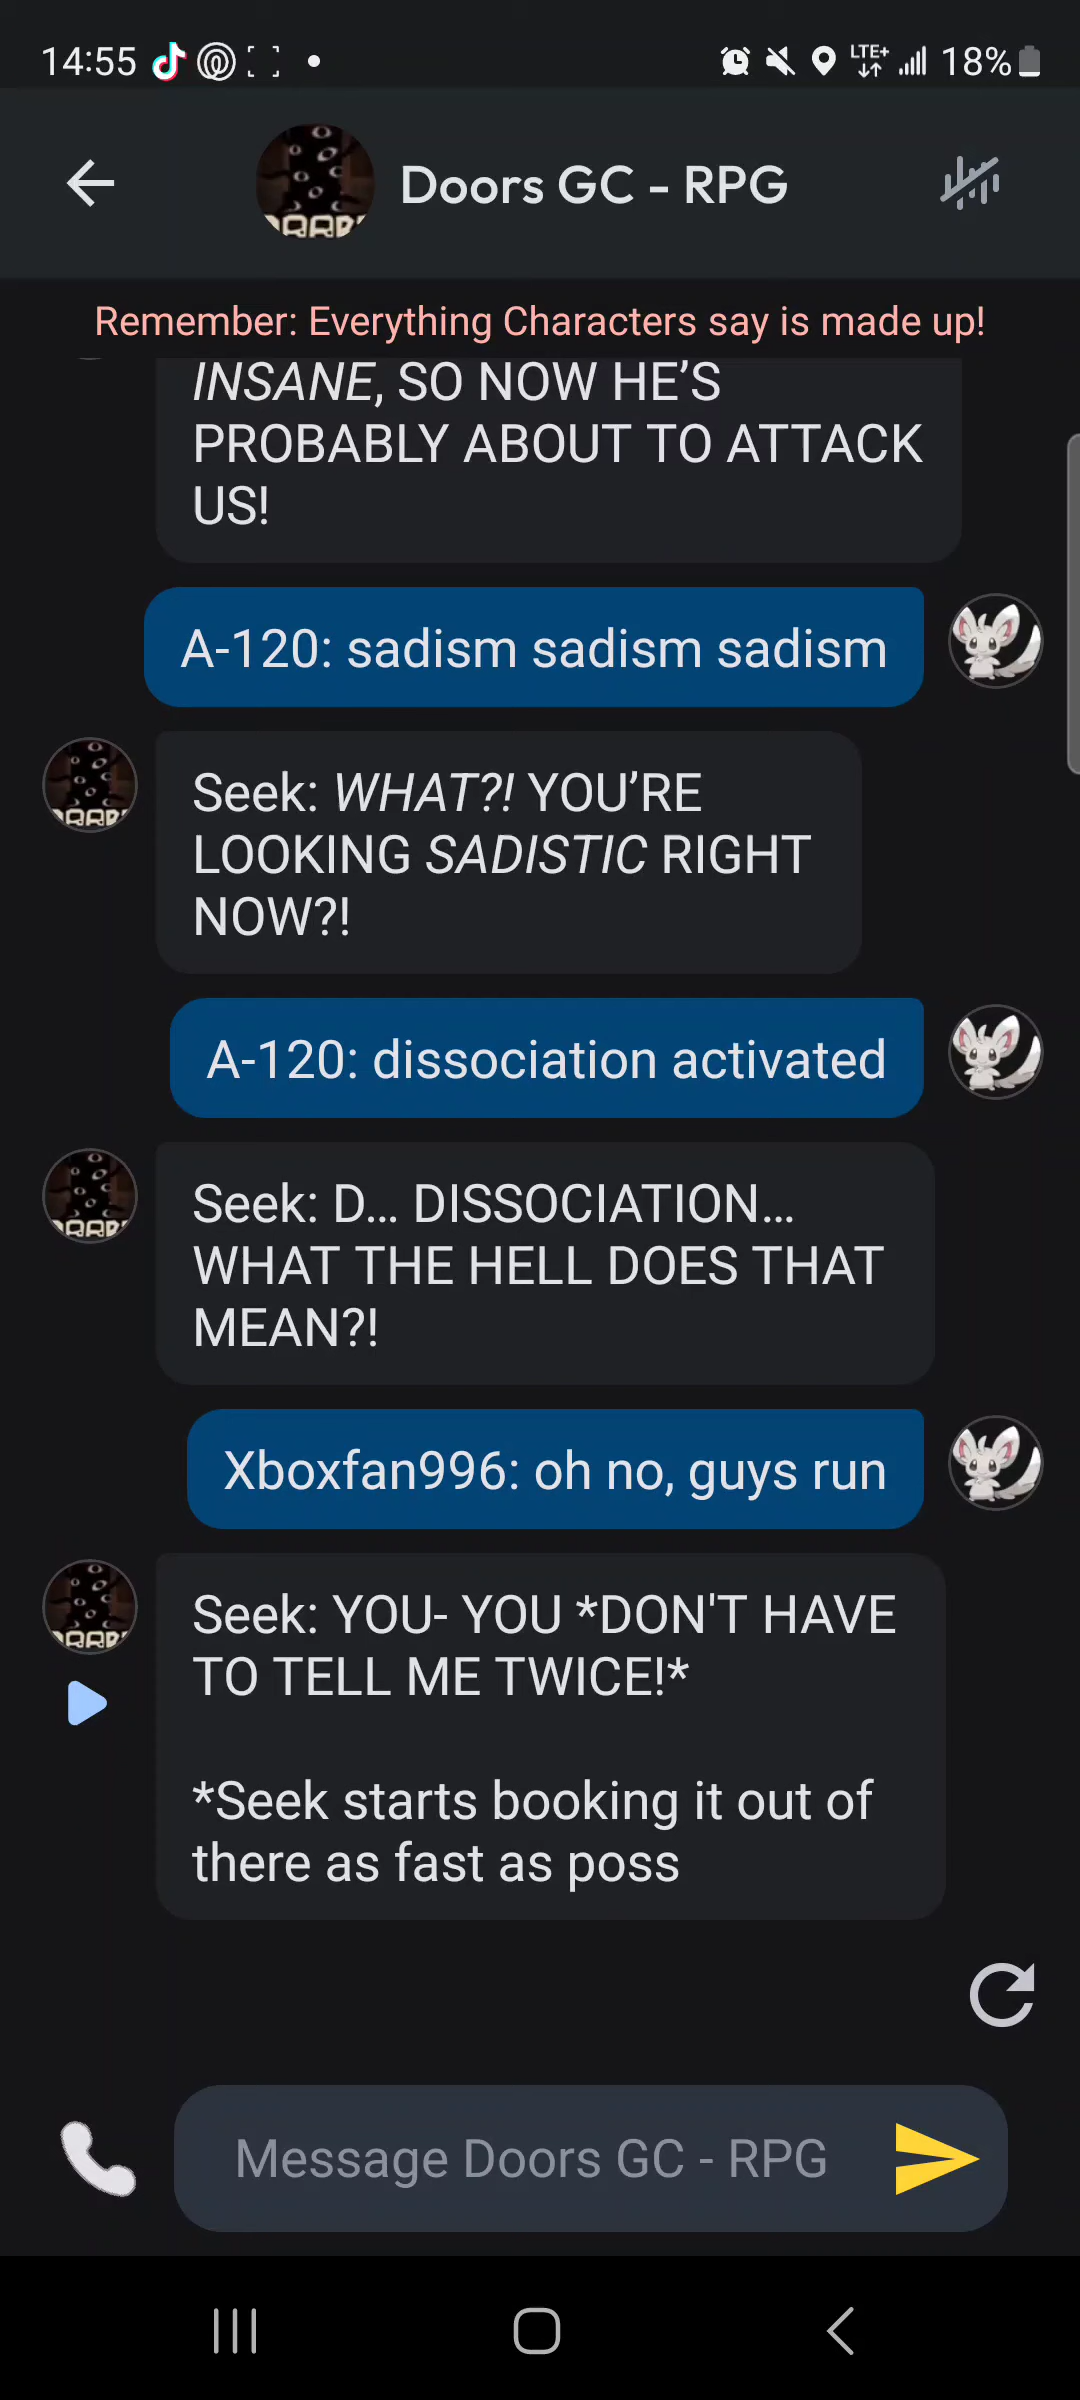 14:55
LTE+
18%
Doors GC - RPG
Remember: Everything Characters say is made up!
INSANE, SO NOW HE’S
PROBABLY ABOUT TO ATTACK
US!
A-120: sadism sadism sadism
Seek: WHAT?! YOU’RE
LOOKING SADISTIC RIGHT
NOW?!
A-120: dissociation activated
Seek: D... DISSOCIATION...
WHAT THE HELL DOES THAT
MEAN?!
Xboxfan996: oh no, guys run
Seek: YOU- YOU *DON'T HAVE
TO TELL ME TWICE!*
*Seek starts booking it out of
there as fast as poss
Message Doors GC - RPG